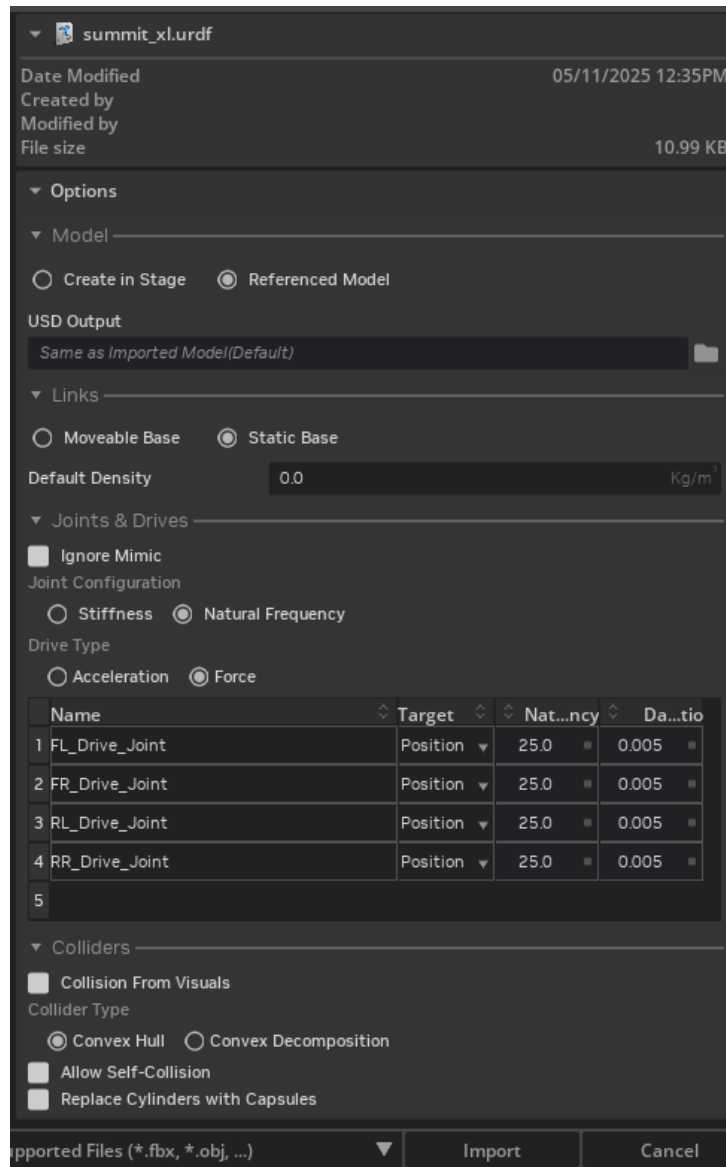 summit_xl.urdf
Date Modified 05/11/2025 12:35PM
Created by
Modified by
File size 10.99 KB
Options
Model
Create in Stage Referenced Model
USD Output
Same as Imported Model(Default)
Links
Moveable Base Static Base
Default Density 0.0 Kg/m³
Joints & Drives
Ignore Mimic
Joint Configuration
Stiffness Natural Frequency
Drive Type
Acceleration Force
Name Target Nat...ncy Da...tio
1 FL_Drive_Joint Position 25.0 0.005
2 FR_Drive_Joint Position 25.0 0.005
3 RL_Drive_Joint Position 25.0 0.005
4 RR_Drive_Joint Position 25.0 0.005
5
Colliders
Collision From Visuals
Collider Type
Convex Hull Convex Decomposition
Allow Self-Collision
Replace Cylinders with Capsules
upported Files (*.fbx, *.obj, ...) Import Cancel